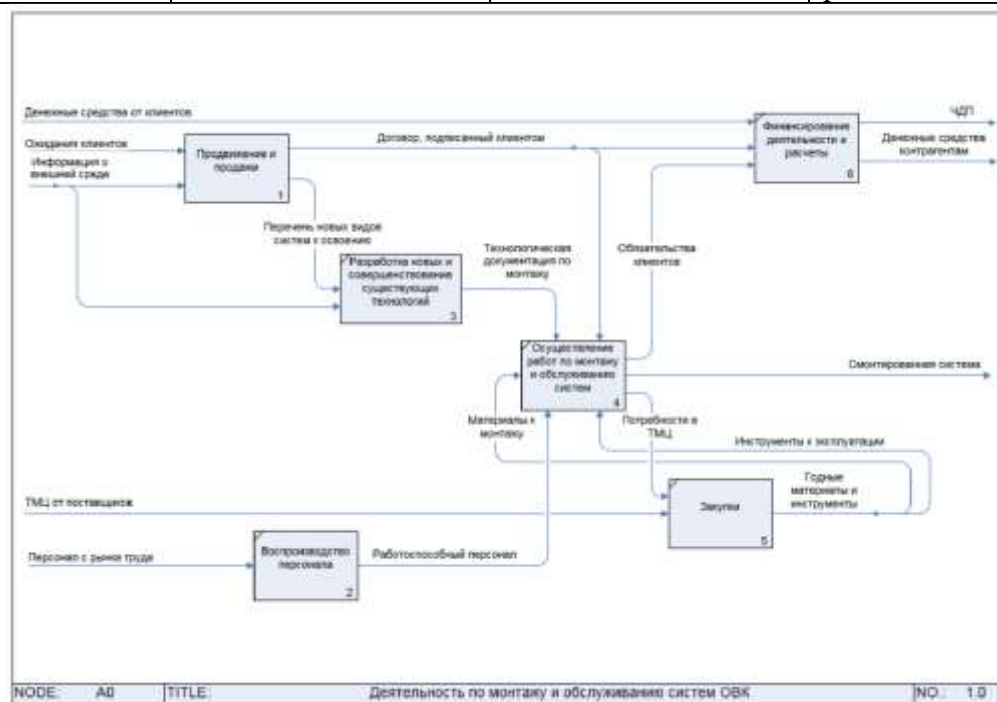 Денежные средства от клиентов
ЧДП
Ожидания клиентов
Договор, подписанный клиентом
Финансирование
деятельности и
расчеты
6
Денежные средства
контрагентам
Информация о
внешней среде
Продвижение и
продажи
1
Перечень новых видов
систем к освоению
Технологическая
документация по
монтажу
Обязательства
клиентов
Разработка новых и
совершенствование
существующих
технологий
3
Осуществление
работ по монтажу
и обслуживанию
систем
4
Смонтированная система
Материалы к
монтажу
Потребности в
ТМЦ
Инструменты к эксплуатации
Годные
материалы и
инструменты
ТМЦ от поставщиков
Закупки
5
Персонал с рынка труда
Воспроизводство
персонала
2
Работоспособный персонал
NODE: A0 TITLE: Деятельность по монтажу и обслуживанию систем ОВК NO.: 1.0